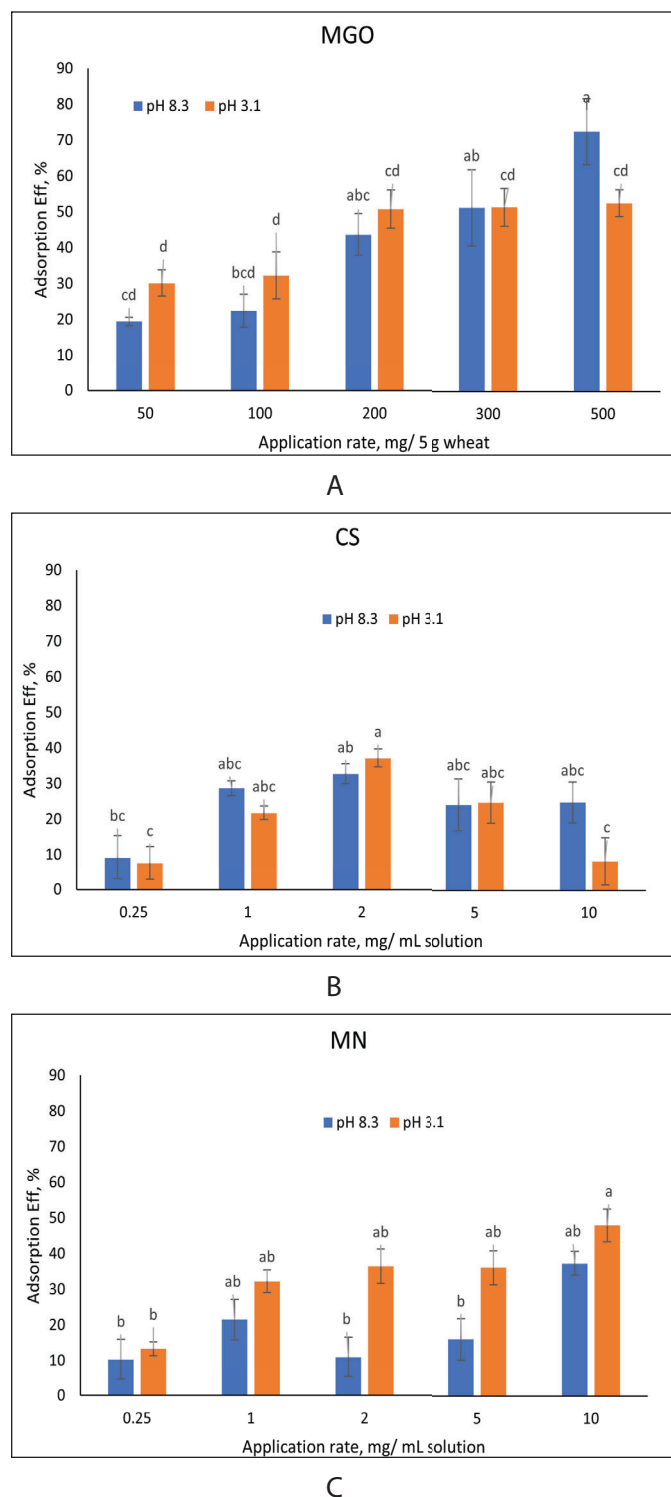 MGO
90
80
70
60
50
40
30
20
10
0
Adsorption Eff, %
pH 8.3 pH 3.1
cd d bcd d abc cd ab cd a cd
50 100 200 300 500
Application rate, mg/ 5 g wheat
A
CS
90
80
70
60
50
40
30
20
10
0
Adsorption Eff, %
pH 8.3 pH 3.1
bc c abc abc ab a abc abc abc c
0.25 1 2 5 10
Application rate, mg/ mL solution
B
MN
90
80
70
60
50
40
30
20
10
0
Adsorption Eff, %
pH 8.3 pH 3.1
b b ab ab b ab b ab ab a
0.25 1 2 5 10
Application rate, mg/ mL solution
C